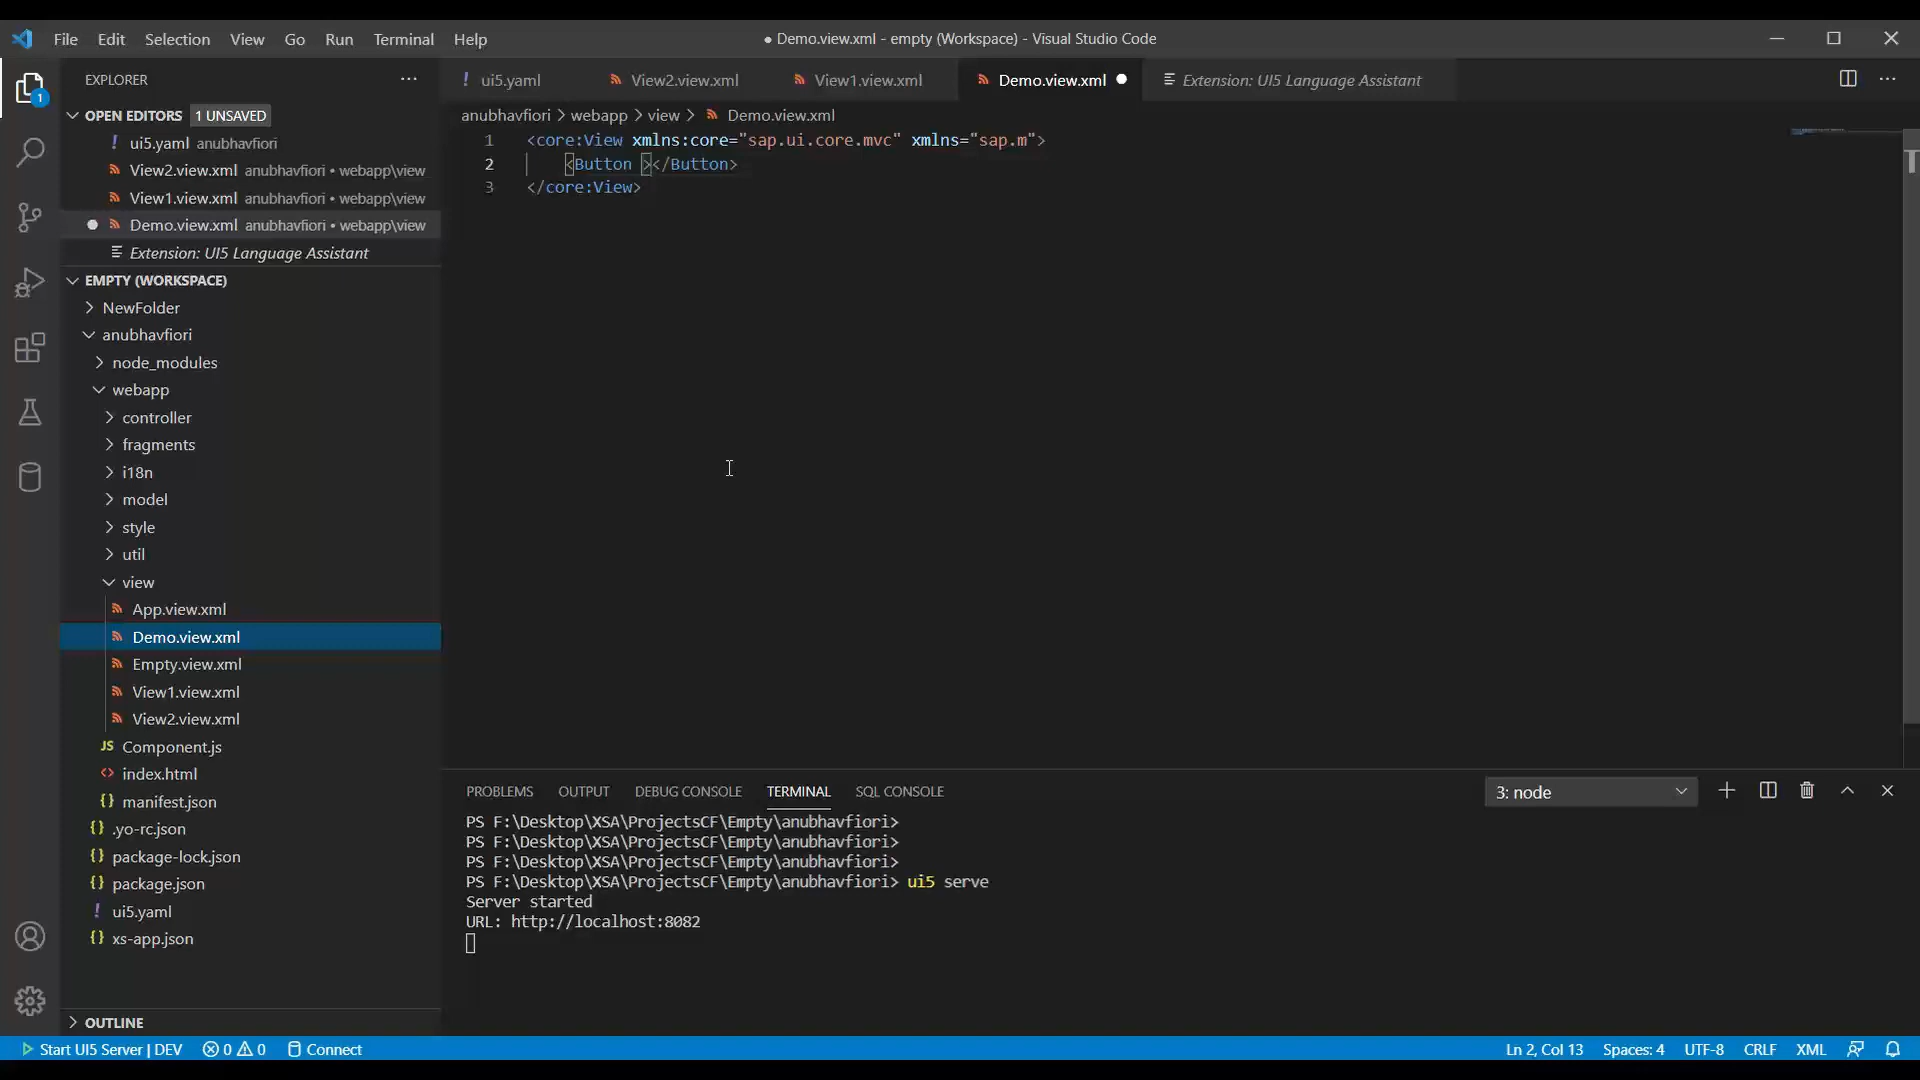 File Edit Selection View Go Run Terminal Help
● Demo.view.xml - empty (Workspace) - Visual Studio Code
1
EXPLORER
OPEN EDITORS 1 UNSAVED
! ui5.yaml anubhavfiori
View2.view.xml anubhavfiori • webapp\view
View1.view.xml anubhavfiori • webapp\view
Demo.view.xml anubhavfiori • webapp\view
Extension: UI5 Language Assistant
EMPTY (WORKSPACE)
NewFolder
anubhavfiori
node_modules
webapp
controller
fragments
i18n
model
style
util
view
App.view.xml
Demo.view.xml
Empty.view.xml
View1.view.xml
View2.view.xml
JS Component.js
<> index.html
{} manifest.json
{} .yo-rc.json
{} package-lock.json
{} package.json
! ui5.yaml
{} xs-app.json
OUTLINE
! ui5.yaml View2.view.xml View1.view.xml Demo.view.xml Extension: UI5 Language Assistant
anubhavfiori > webapp > view > Demo.view.xml
1 <core:View xmlns:core="sap.ui.core.mvc" xmlns="sap.m">
2 <Button ></Button>
3 </core:View>
PROBLEMS OUTPUT DEBUG CONSOLE TERMINAL SQL CONSOLE 3: node
PS F:\Desktop\XSA\ProjectsCF\Empty\anubhavfiori>
PS F:\Desktop\XSA\ProjectsCF\Empty\anubhavfiori>
PS F:\Desktop\XSA\ProjectsCF\Empty\anubhavfiori>
PS F:\Desktop\XSA\ProjectsCF\Empty\anubhavfiori> ui5 serve
Server started
URL: http://localhost:8082
Start UI5 Server | DEV 0 0 Connect Ln 2, Col 13 Spaces: 4 UTF-8 CRLF XML